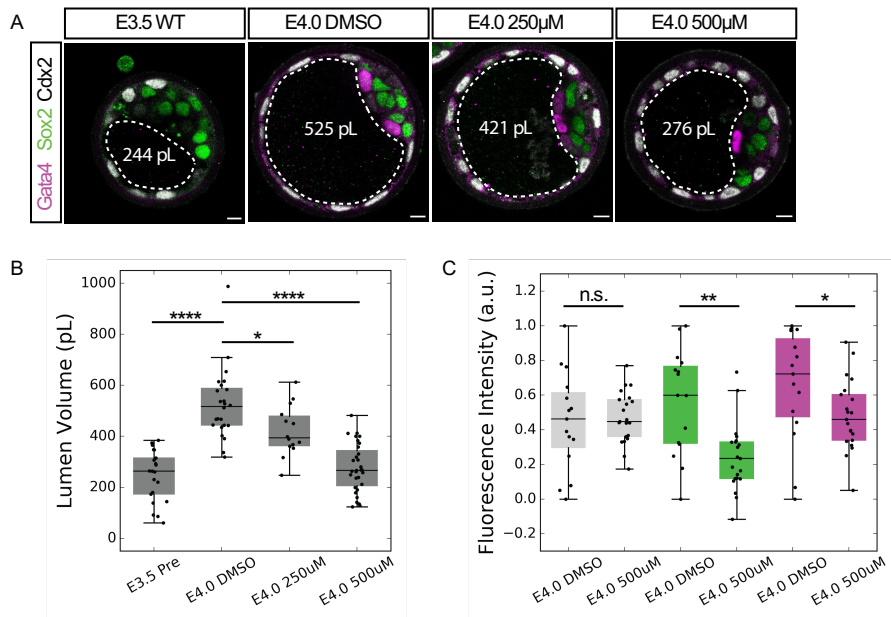 A
E3.5 WT
E4.0 DMSO
E4.0 250μM
E4.0 500μM
Gata4 Sox2 Cdx2
244 pL
525 pL
421 pL
276 pL
B
Lumen Volume (pL)
1000
800
600
400
200
0
****
****
*
E3.5 Pre
E4.0 DMSO
E4.0 250uM
E4.0 500uM
C
Fluorescence Intensity (a.u.)
1.2
1.0
0.8
0.6
0.4
0.2
0.0
−0.2
n.s.
**
*
E4.0 DMSO
E4.0 500uM
E4.0 DMSO
E4.0 500uM
E4.0 DMSO
E4.0 500uM